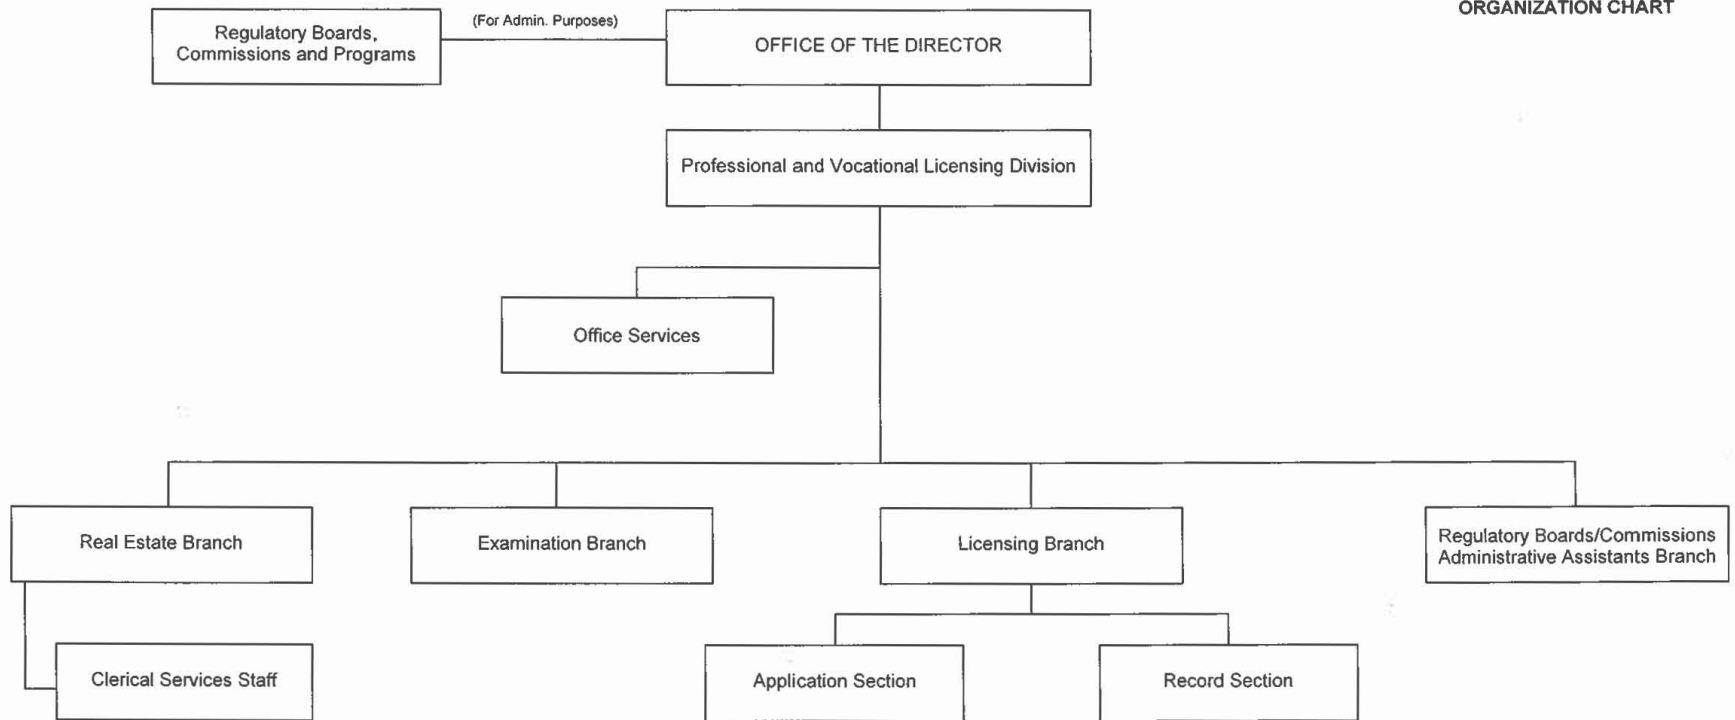 ORGANIZATION CHART
Regulatory Boards,
Commissions and Programs
(For Admin. Purposes)
OFFICE OF THE DIRECTOR
Professional and Vocational Licensing Division
Office Services
Real Estate Branch
Examination Branch
Licensing Branch
Regulatory Boards/Commissions
Administrative Assistants Branch
Clerical Services Staff
Application Section
Record Section